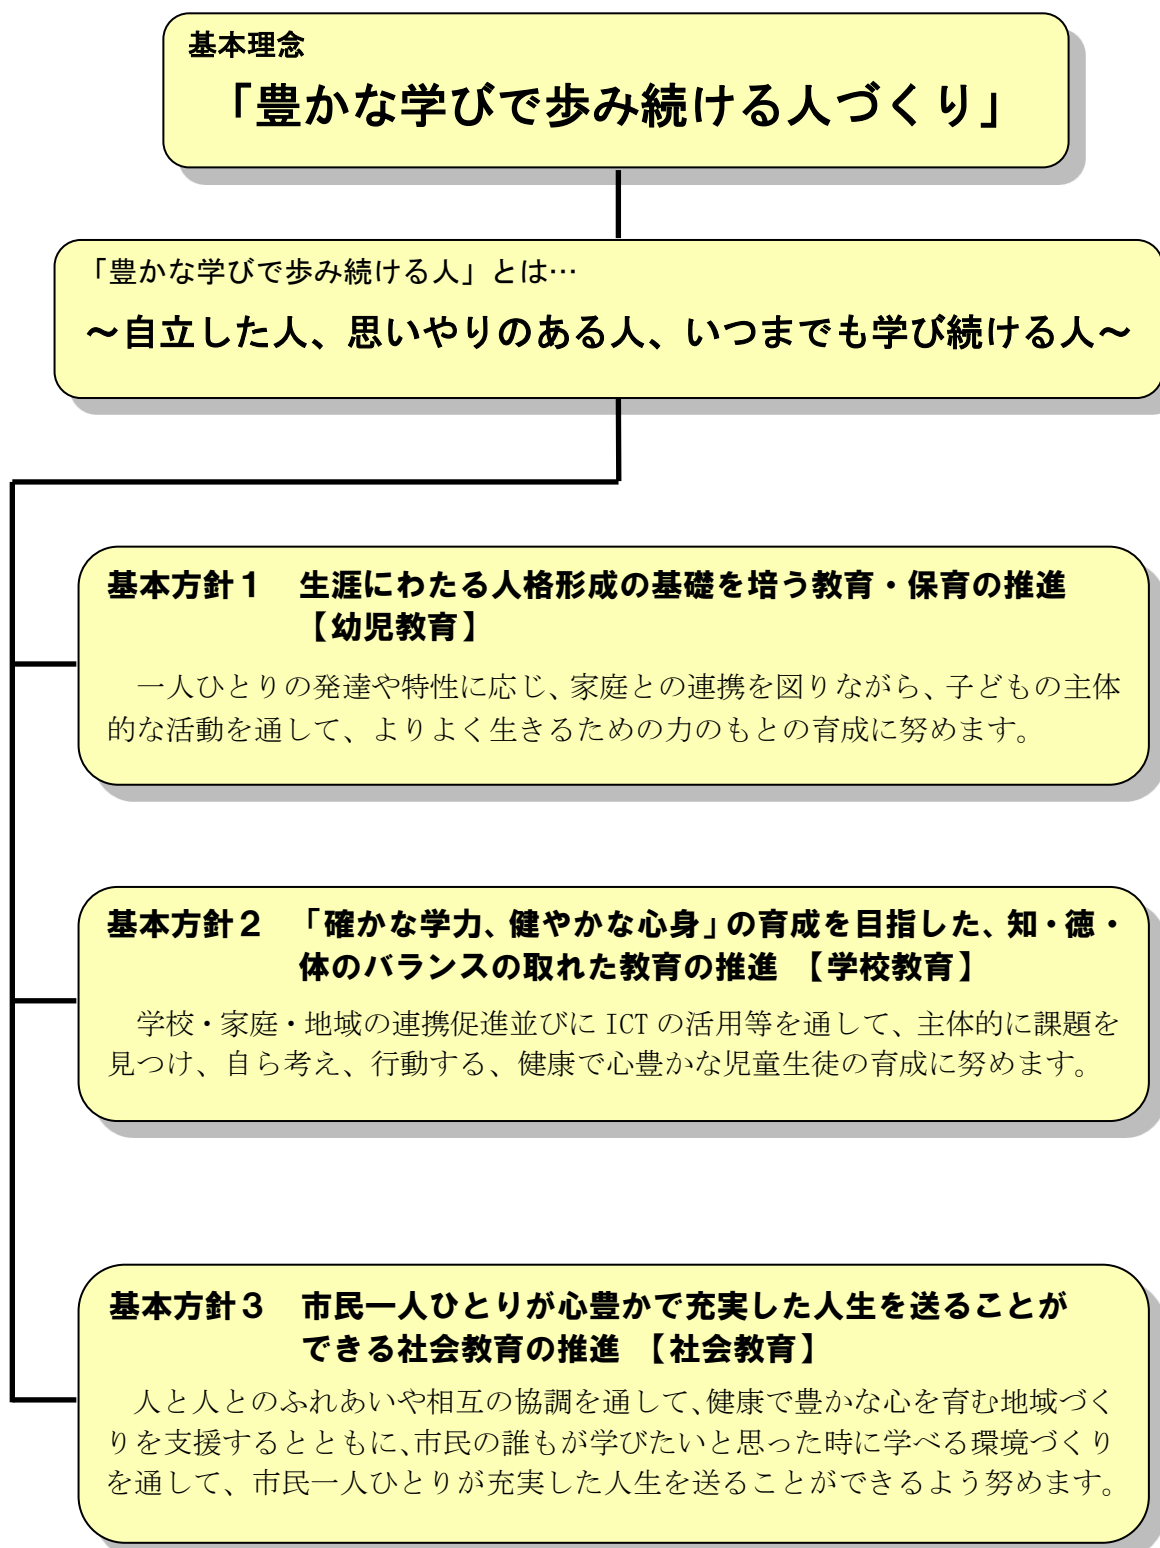 基本理念
「豊かな学びで歩み続ける人づくり」
「豊かな学びで歩み続ける人」とは…
～自立した人、思いやりのある人、いつまでも学び続ける人～
基本方針１　生涯にわたる人格形成の基礎を培う教育・保育の推進
【幼児教育】
一人ひとりの発達や特性に応じ、家庭との連携を図りながら、子どもの主体
的な活動を通して、よりよく生きるための力のもとの育成に努めます。
基本方針２　「確かな学力、健やかな心身」の育成を目指した、知・徳・
体のバランスの取れた教育の推進　【学校教育】
学校・家庭・地域の連携促進並びに ICT の活用等を通して、主体的に課題を
見つけ、自ら考え、行動する、健康で心豊かな児童生徒の育成に努めます。
基本方針３　市民一人ひとりが心豊かで充実した人生を送ることが
できる社会教育の推進　【社会教育】
人と人とのふれあいや相互の協調を通して、健康で豊かな心を育む地域づく
りを支援するとともに、市民の誰もが学びたいと思った時に学べる環境づくり
を通して、市民一人ひとりが充実した人生を送ることができるよう努めます。